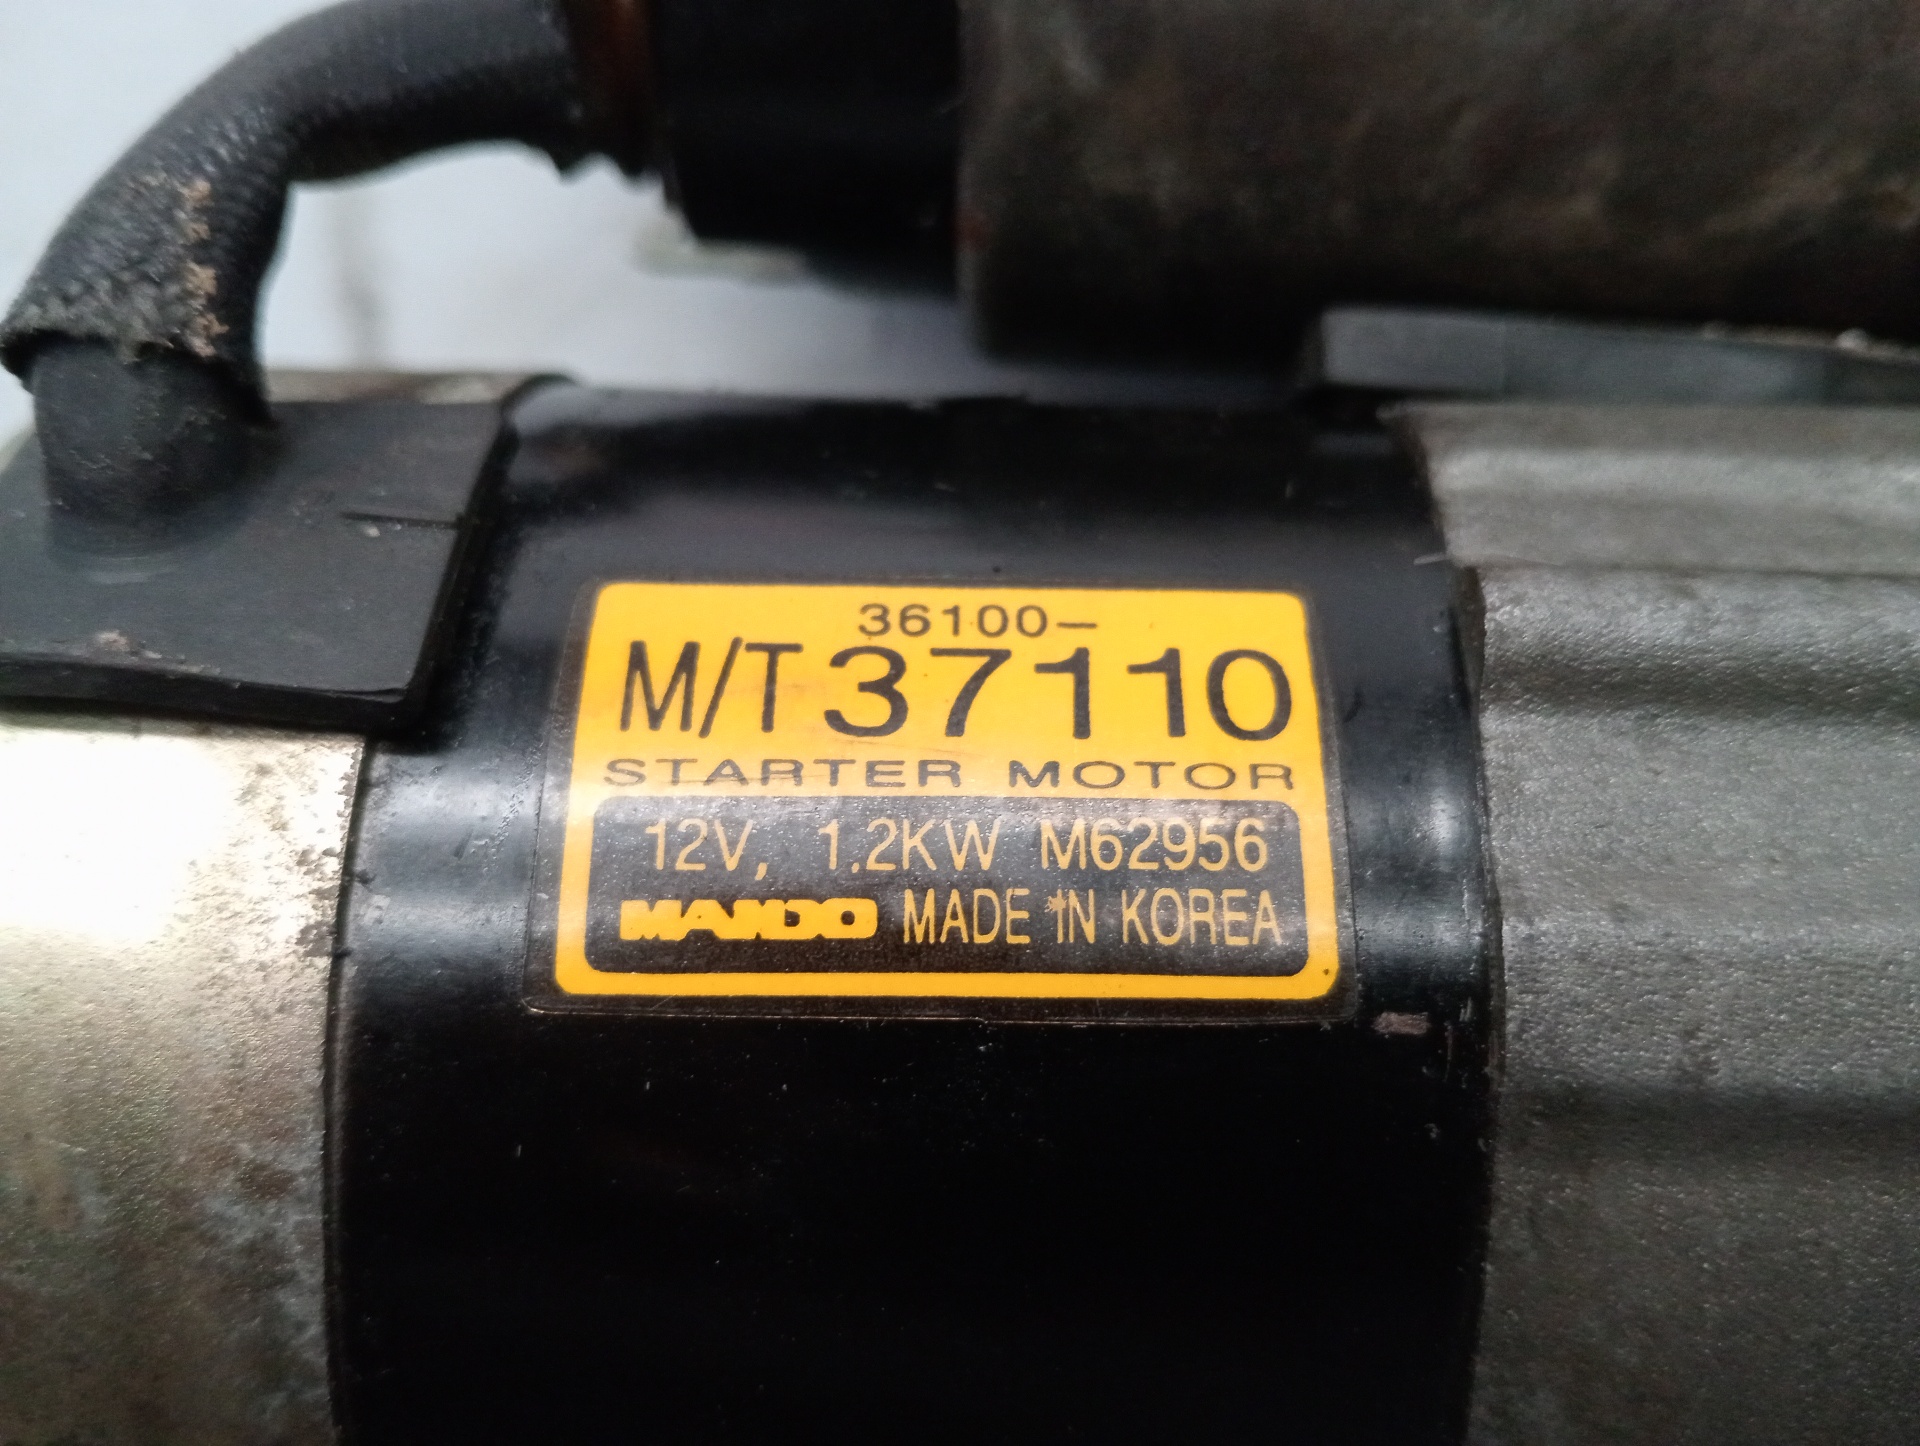 36100-
M/T 37110
STARTER MOTOR
12V, 1.2KW M62956
MANDO MADE IN KOREA